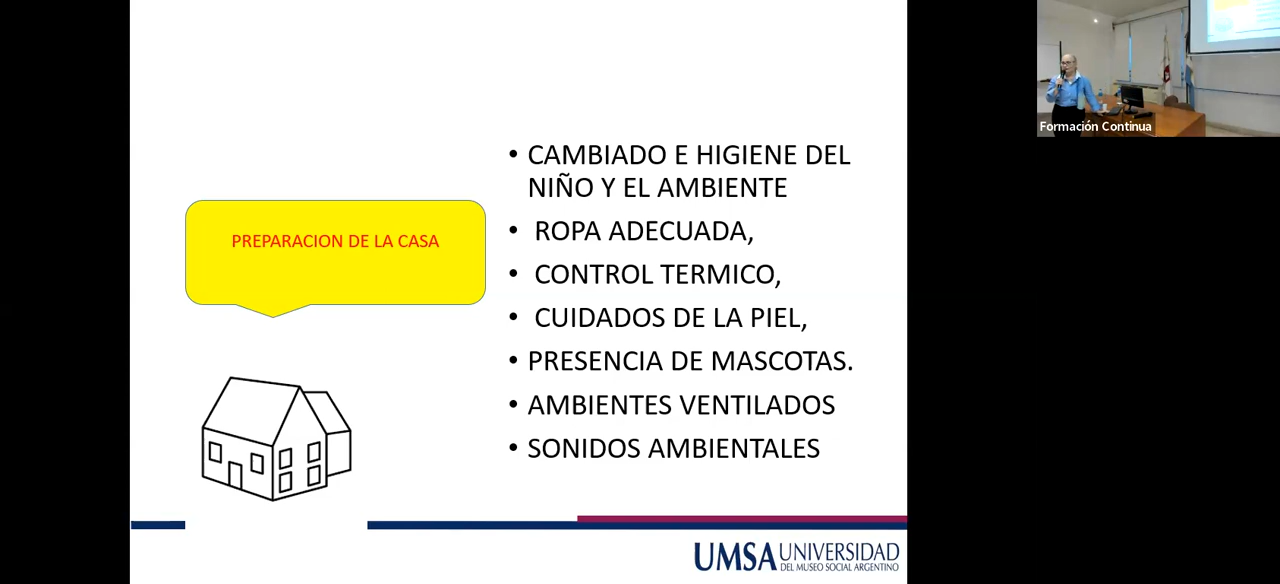 PREPARACION DE LA CASA
• CAMBIADO E HIGIENE DEL
NIÑO Y EL AMBIENTE
• ROPA ADECUADA,
• CONTROL TERMICO,
• CUIDADOS DE LA PIEL,
• PRESENCIA DE MASCOTAS.
• AMBIENTES VENTILADOS
• SONIDOS AMBIENTALES
UMSA UNIVERSIDAD
DEL MUSEO SOCIAL ARGENTINO
Formación Continua